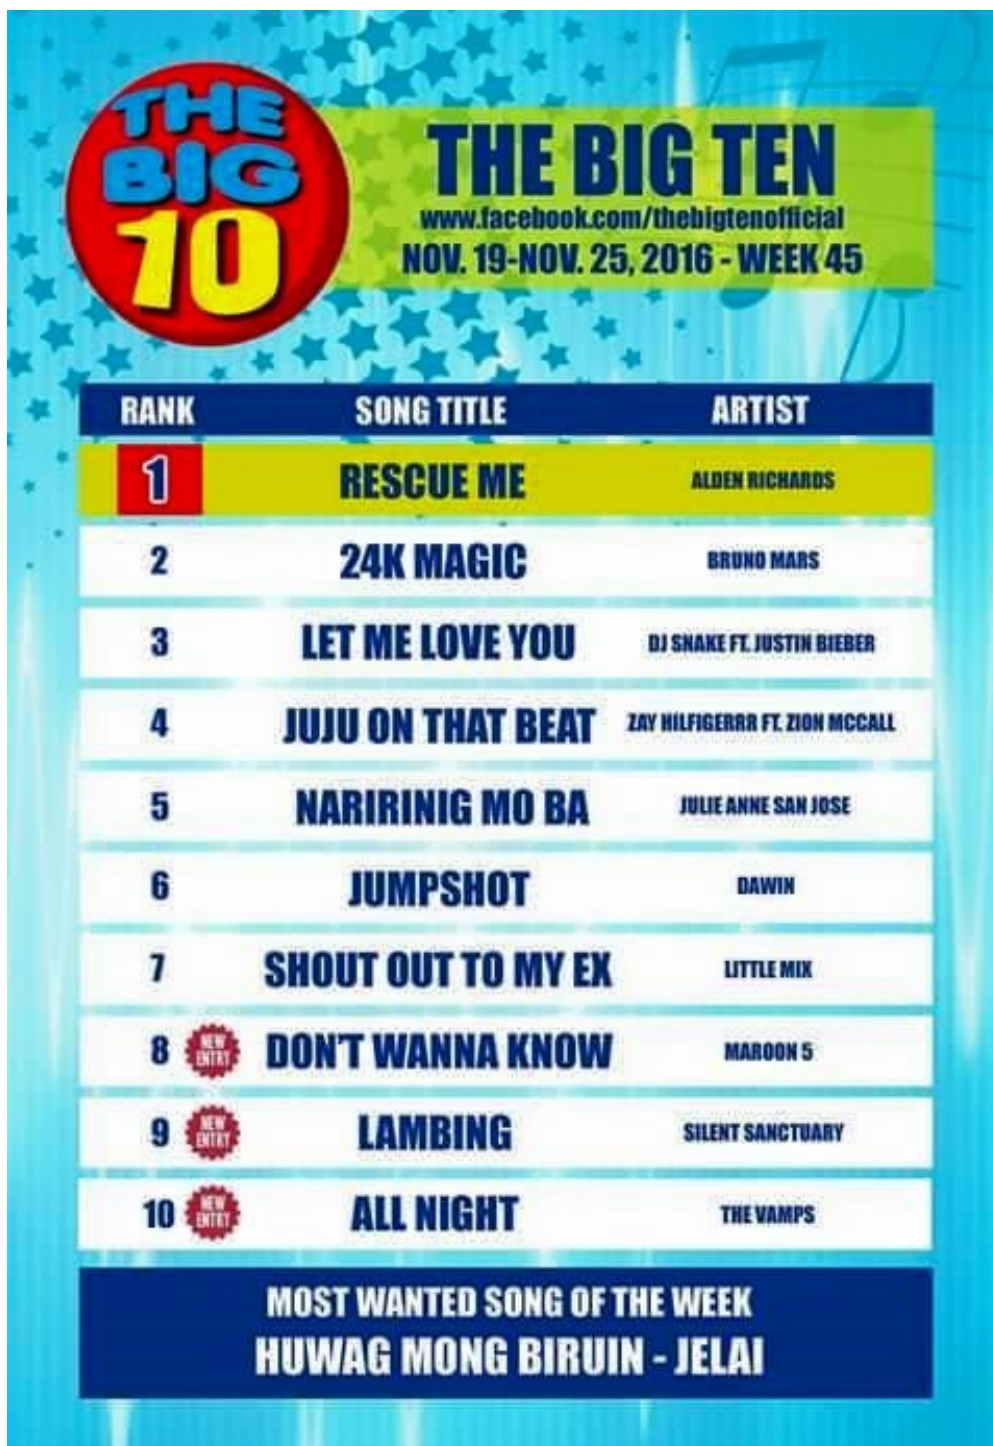 THE
BIG
10
THE BIG TEN
www.facebook.com/thebigtenofficial
NOV. 19-NOV. 25, 2016 - WEEK 45
RANK SONG TITLE ARTIST
1 RESCUE ME ALDEN RICHARDS
2 24K MAGIC BRUNO MARS
3 LET ME LOVE YOU DJ SNAKE FT. JUSTIN BIEBER
4 JUJU ON THAT BEAT ZAY HILFIGERRR FT. ZION MCCALL
5 NARIRINIG MO BA JULIE ANNE SAN JOSE
6 JUMPSHOT DAWIN
7 SHOUT OUT TO MY EX LITTLE MIX
8 NEW ENTRY DON'T WANNA KNOW MAROON 5
9 NEW ENTRY LAMBING SILENT SANCTUARY
10 NEW ENTRY ALL NIGHT THE VAMPS
MOST WANTED SONG OF THE WEEK
HUWAG MONG BIRUIN - JELAI